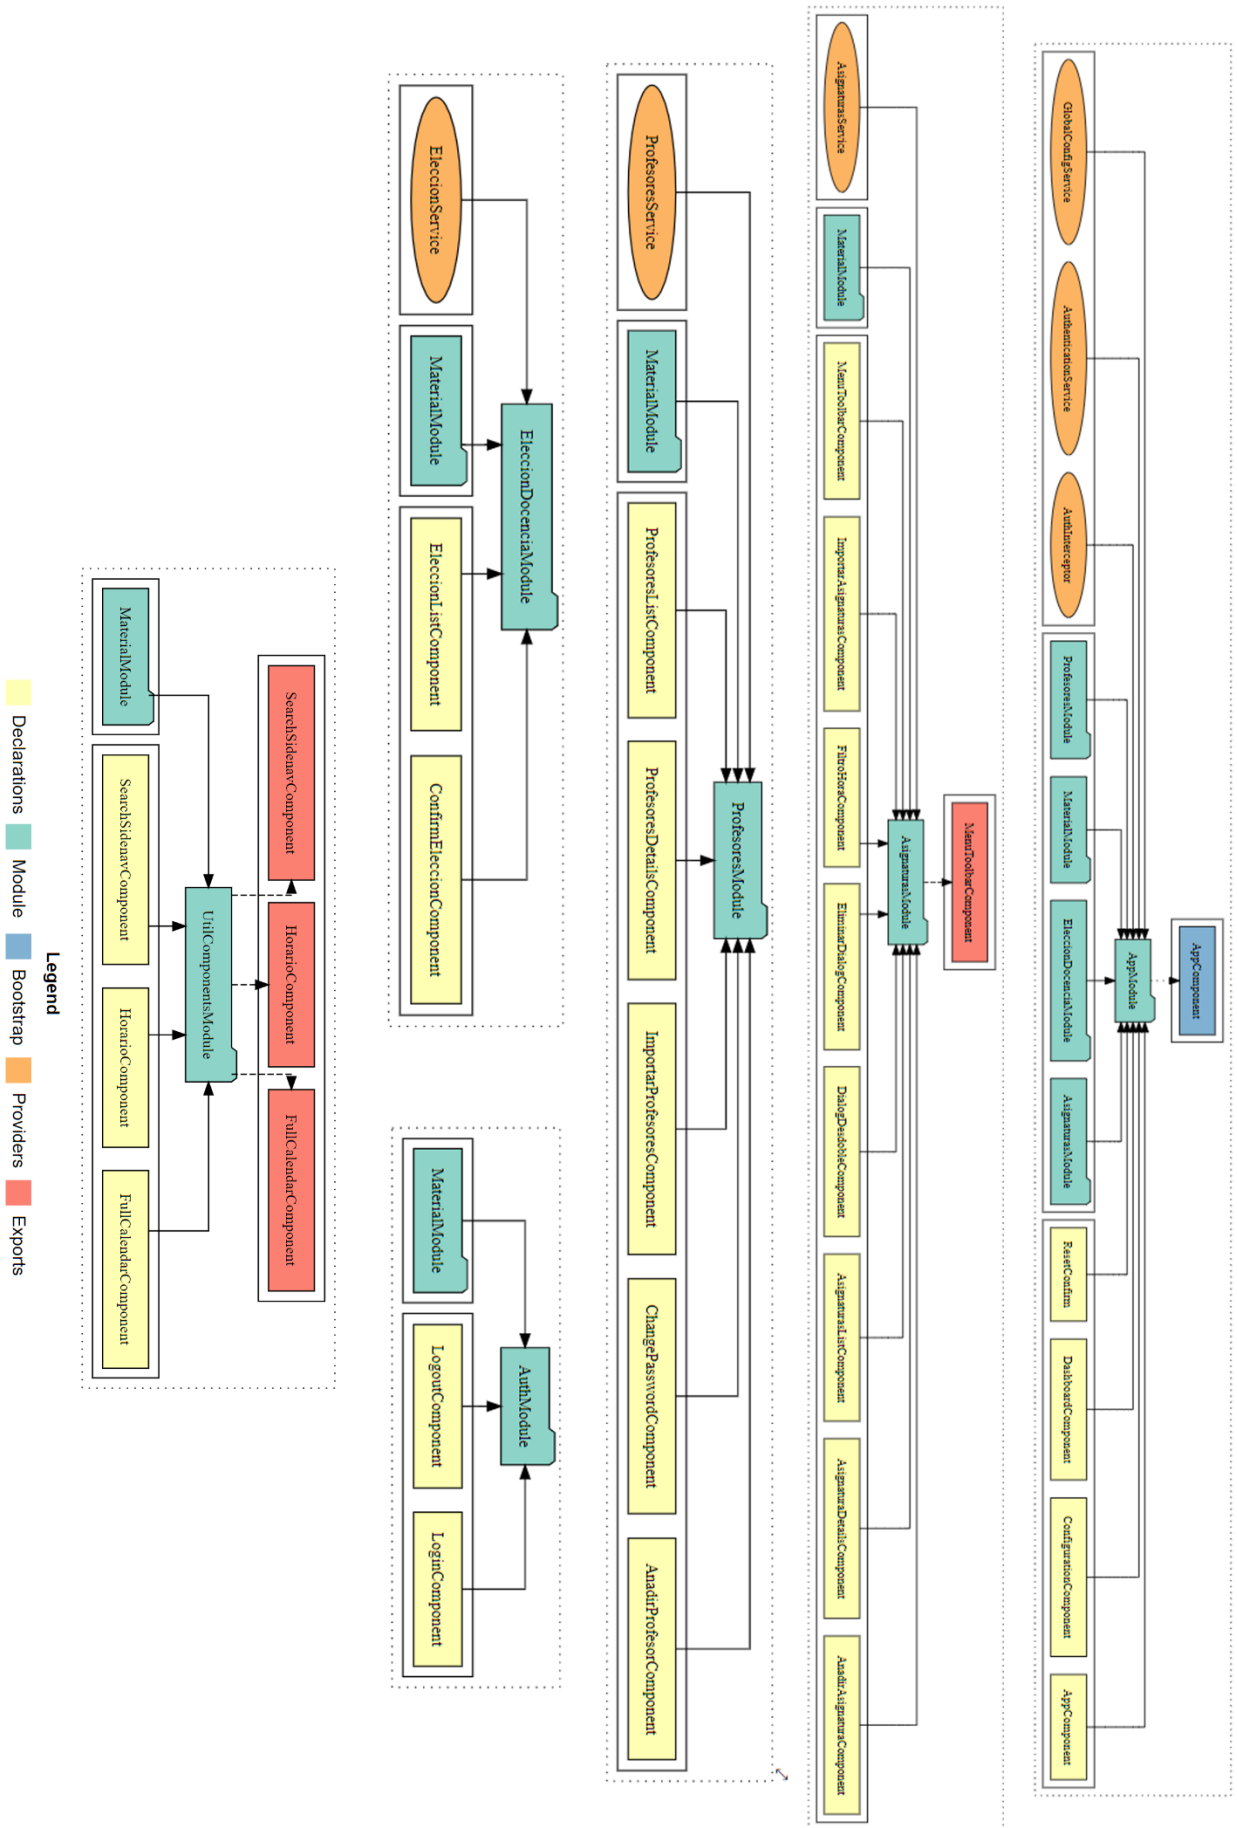 AppComponent
AppModule
GlobalConfigService
AuthenticationService
AuthInterceptor
ProfesoresModule
MaterialModule
EleccionDocenciaModule
AsignaturasModule
ResetConfirm
DashboardComponent
ConfigurationComponent
AppComponent
MenuToolbarComponent
AsignaturasModule
AsignaturasService
MaterialModule
MenuToolbarComponent
ImportarAsignaturasComponent
FiltroHoraComponent
EliminarDialogComponent
DialogDesdobleComponent
AsignaturasListComponent
AsignaturaDetailsComponent
AnadirAsignaturaComponent
ProfesoresModule
ProfesoresService
MaterialModule
ProfesoresListComponent
ProfesoresDetailsComponent
ImportarProfesoresComponent
ChangePasswordComponent
AnadirProfesorComponent
EleccionDocenciaModule
EleccionService
MaterialModule
EleccionListComponent
ConfirmEleccionComponent
AuthModule
MaterialModule
LogoutComponent
LoginComponent
SearchSidenavComponent
HorarioComponent
FullCalendarComponent
UtilComponentsModule
MaterialModule
SearchSidenavComponent
HorarioComponent
FullCalendarComponent
Legend
Declarations
Module
Bootstrap
Providers
Exports